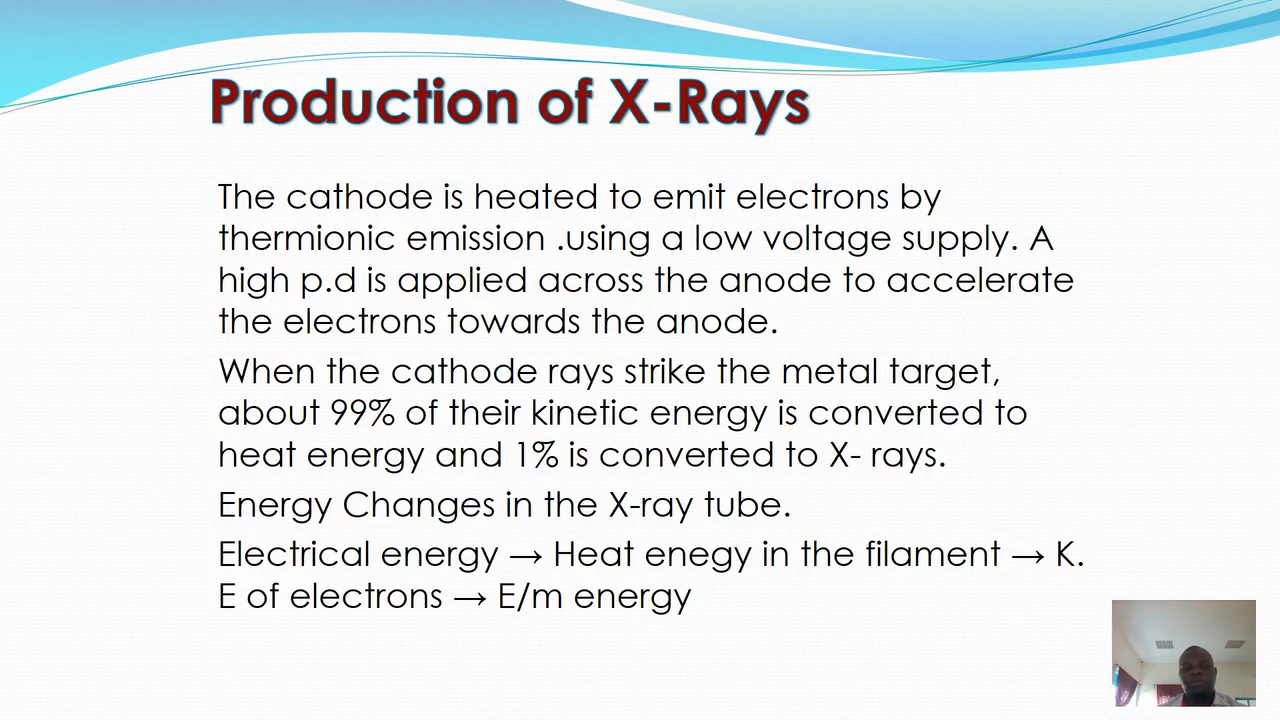 Production of X-Rays
The cathode is heated to emit electrons by
thermionic emission .using a low voltage supply. A
high p.d is applied across the anode to accelerate
the electrons towards the anode.
When the cathode rays strike the metal target,
about 99% of their kinetic energy is converted to
heat energy and 1% is converted to X- rays.
Energy Changes in the X-ray tube.
Electrical energy → Heat enegy in the filament → K.
E of electrons → E/m energy